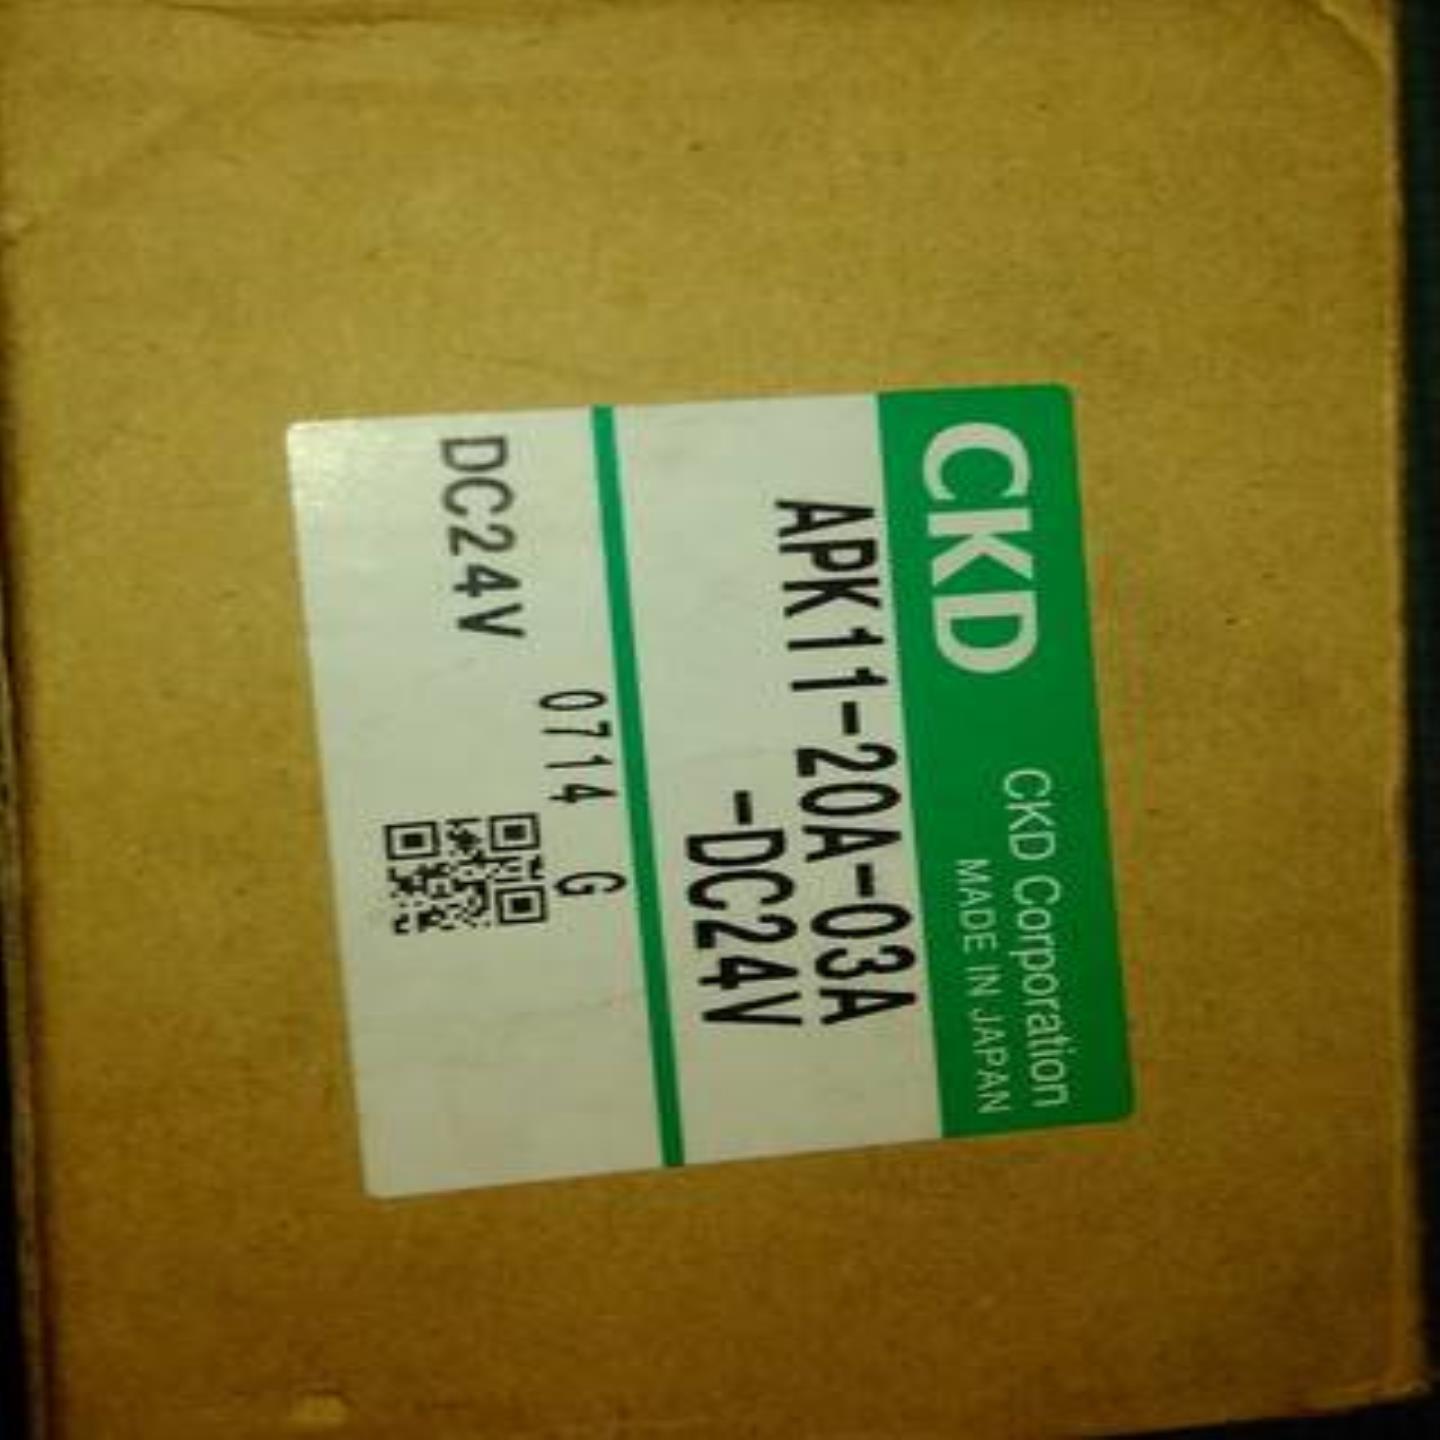 CKD
CKD Corporation
MADE IN JAPAN
APK11-20A-03A
-DC24V
0714 G
DC24V